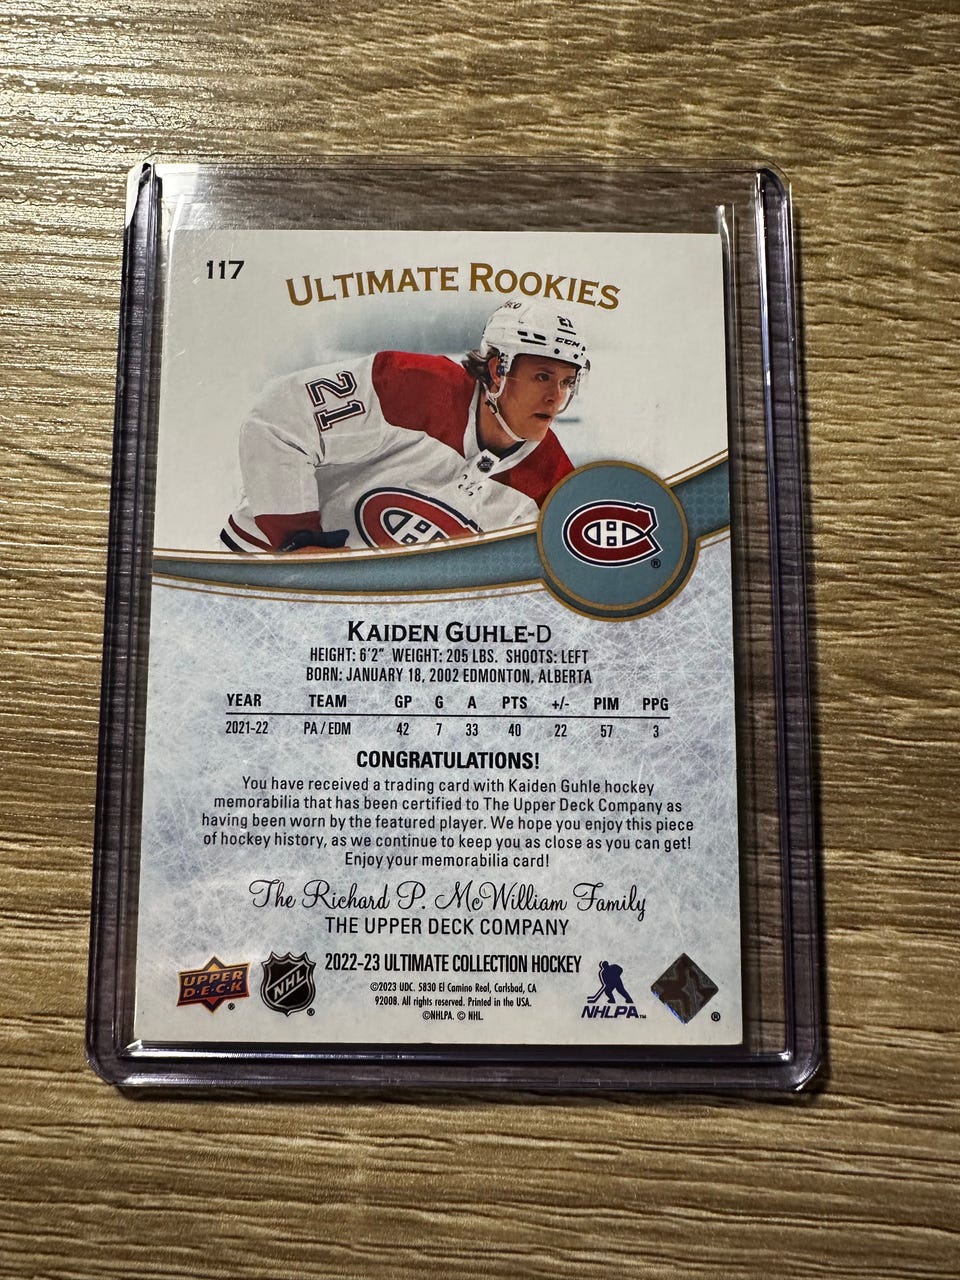 117
ULTIMATE ROOKIES
21
21
CCM
21
C
KAIDEN GUHLE-D
HEIGHT: 6'2" WEIGHT: 205 LBS. SHOOTS: LEFT
BORN: JANUARY 18, 2002 EDMONTON, ALBERTA
YEAR TEAM GP G A PTS +/- PIM PPG
2021-22 PA / EDM 42 7 33 40 22 57 3
CONGRATULATIONS!
You have received a trading card with Kaiden Guhle hockey
memorabilia that has been certified to The Upper Deck Company as
having been worn by the featured player. We hope you enjoy this piece
of hockey history, as we continue to keep you as close as you can get!
Enjoy your memorabilia card!
The Richard P. McWilliam Family
THE UPPER DECK COMPANY
2022-23 ULTIMATE COLLECTION HOCKEY
©2023 UDC. 5830 El Camino Real, Carlsbad, CA
92008. All rights reserved. Printed in the USA.
©NHLPA. © NHL.
UPPER
D·E·C·K ®
NHL ®
NHLPA™
®